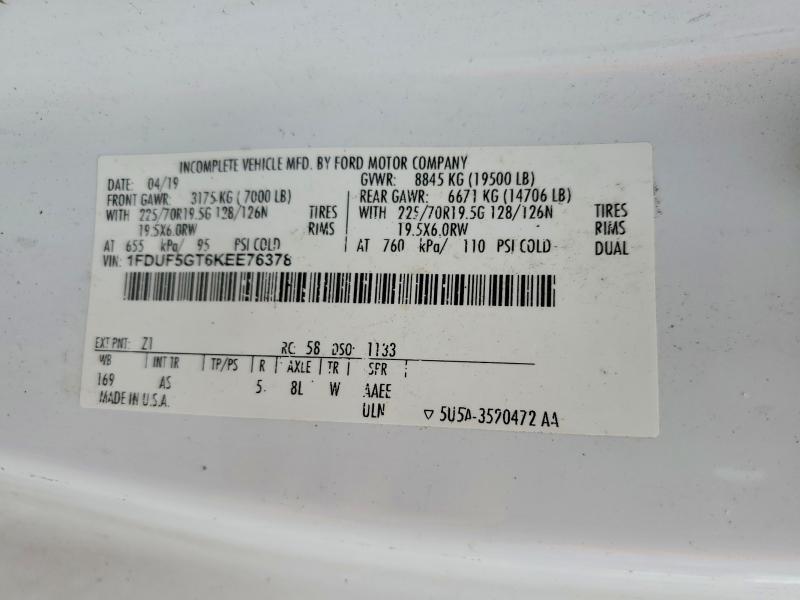 INCOMPLETE VEHICLE MFD. BY FORD MOTOR COMPANY
DATE: 04/19 GVWR: 8845 KG (19500 LB)
FRONT GAWR: 3175 KG ( 7000 LB) REAR GAWR: 6671 KG (14706 LB)
WITH 225/70R19.5G 128/126N TIRES WITH 225/70R19.5G 128/126N TIRES
19.5X6.0RW RIMS 19.5X6.0RW RIMS
AT 655 kPa/ 95 PSI COLD AT 760 kPa/ 110 PSI COLD DUAL
VIN: 1FDUF5GT6KEE76378
EXT PNT: Z1 RC: 58 DSO: 1133
WB INT TR TP/PS R AXLE TR SPR
169 AS 5 8L W AAEE
MADE IN U.S.A. ULN ▽ 5U5A-3520472 AA